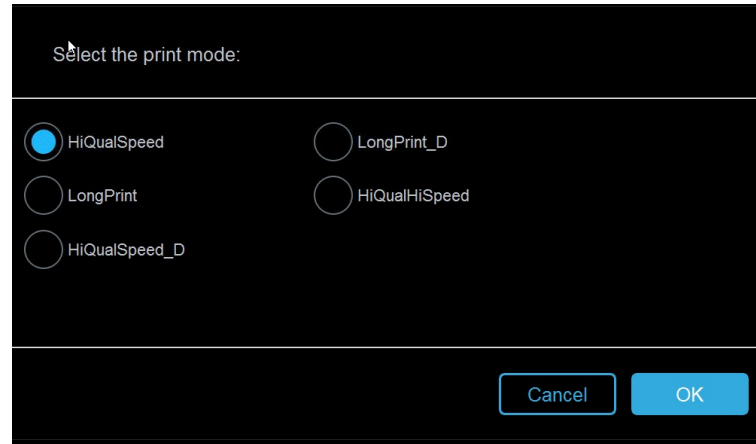 Select the print mode:
HiQualSpeed
LongPrint_D
LongPrint
HiQualHiSpeed
HiQualSpeed_D
Cancel
OK